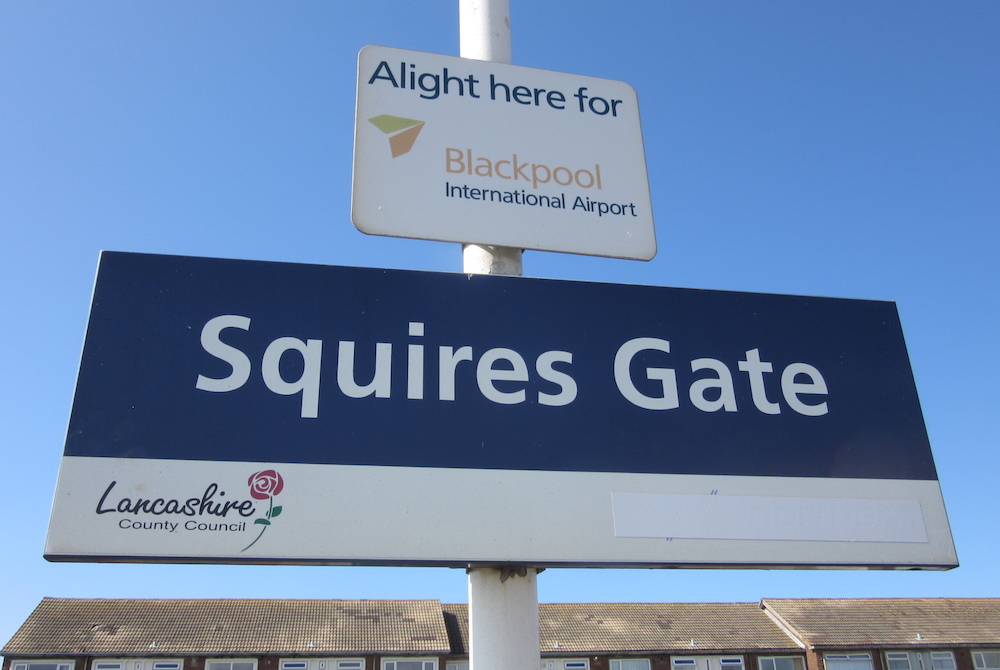 Alight here for
Blackpool
International Airport
Squires Gate
Lancashire
County Council